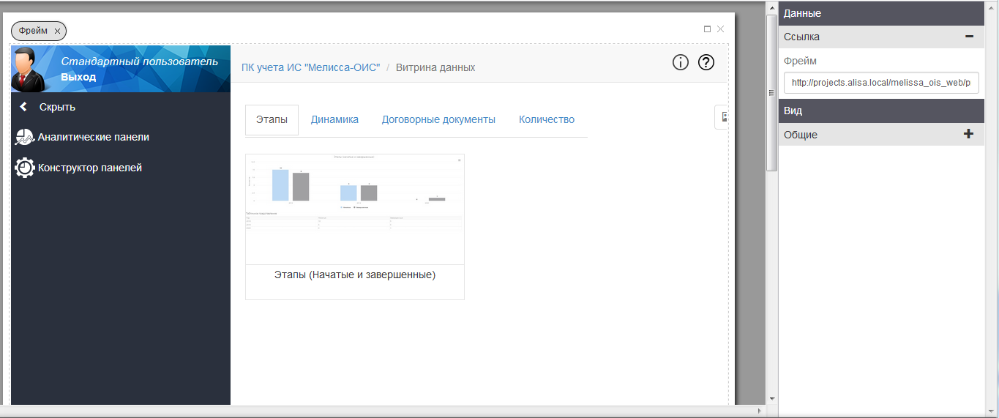 Фрейм
Стандартный пользователь
Выход
Скрыть
Аналитические панели
Конструктор панелей
ПК учета ИС "Мелисса-ОИС" / Витрина данных
Этапы
Динамика
Договорные документы
Количество
Этапы (Начатые и завершенные)
Данные
Ссылка
Фрейм
http://projects.alisa.local/melissa_ois_web/p
Вид
Общие